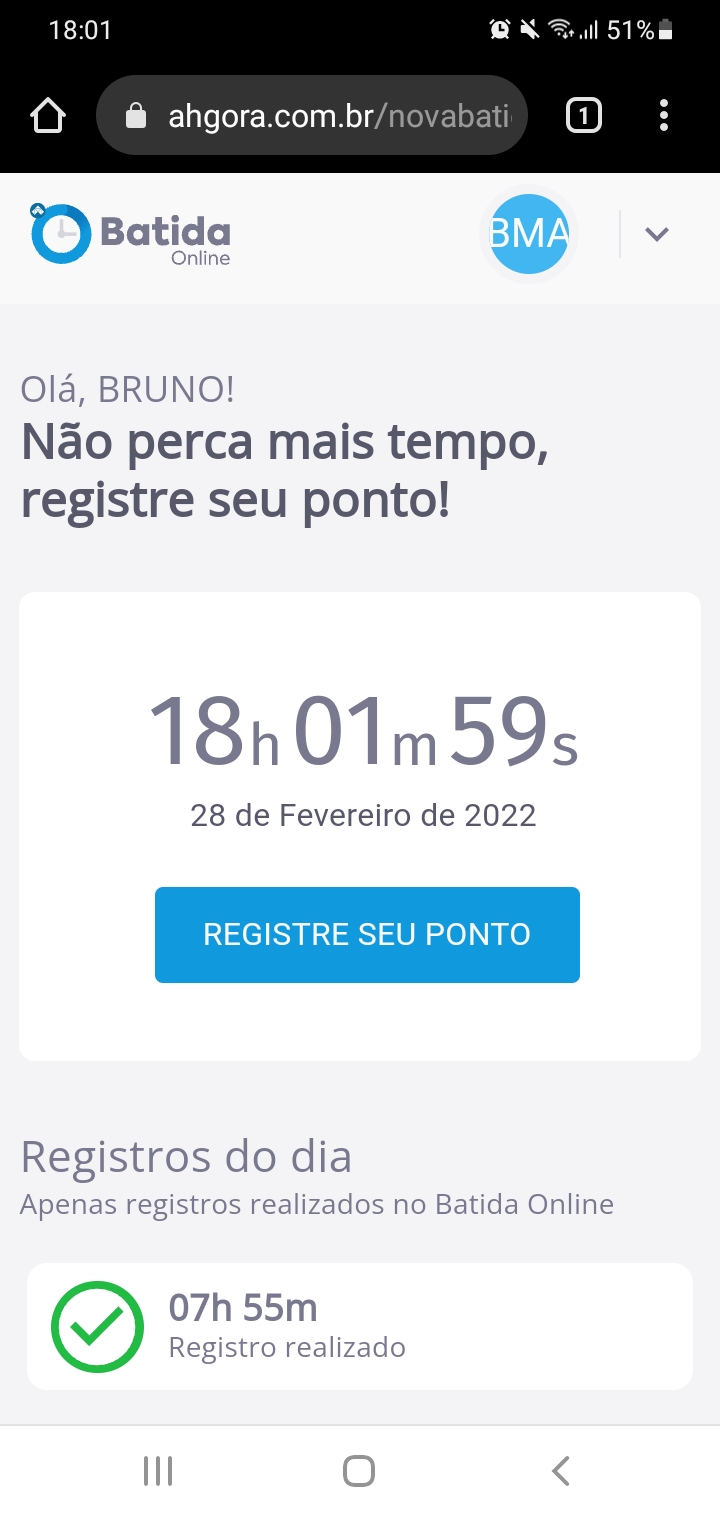 18:01
51%
ahgora.com.br/novabati
1
Batida
Online
BMA
Olá, BRUNO!
Não perca mais tempo,
registre seu ponto!
18h 01m 59s
28 de Fevereiro de 2022
REGISTRE SEU PONTO
Registros do dia
Apenas registros realizados no Batida Online
07h 55m
Registro realizado